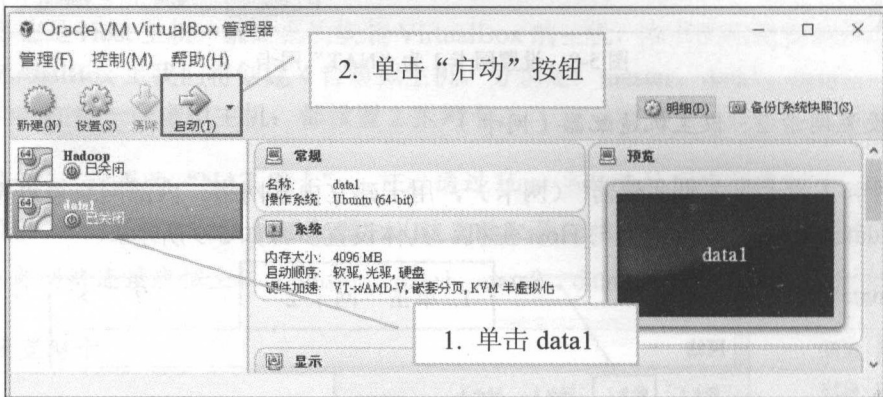 Oracle VM VirtualBox 管理器
管理(F) 控制(M) 帮助(H)
2. 单击“启动”按钮
新建(N) 设置(S) 清除 启动(T)
明细(D) 备份[系统快照](S)
Hadoop
已关闭
data1
已关闭
常规
名称: data1
操作系统: Ubuntu (64-bit)
系统
内存大小: 4096 MB
启动顺序: 软驱, 光驱, 硬盘
硬件加速: VT-x/AMD-V, 嵌套分页, KVM 半虚拟化
显示
预览
data1
1. 单击 data1